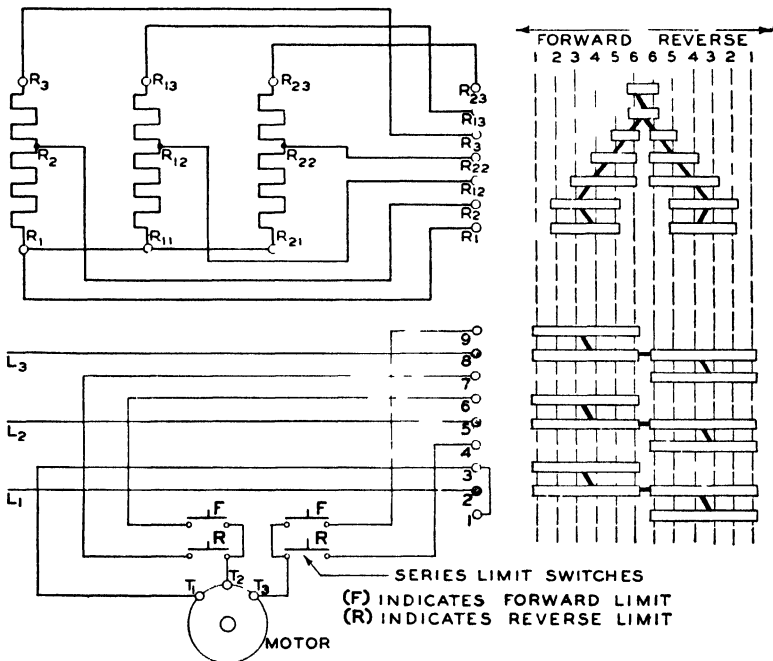 FORWARD REVERSE
1 2 3 4 5 6 6 5 4 3 2 1
R3
R13
R23
R2
R12
R22
R1
R11
R21
R23
R13
R3
R22
R12
R2
R1
9
L3
8
7
6
L2
5
4
3
L1
2
1
F
F
R
R
T1
T2
T3
SERIES LIMIT SWITCHES
(F) INDICATES FORWARD LIMIT
(R) INDICATES REVERSE LIMIT
MOTOR